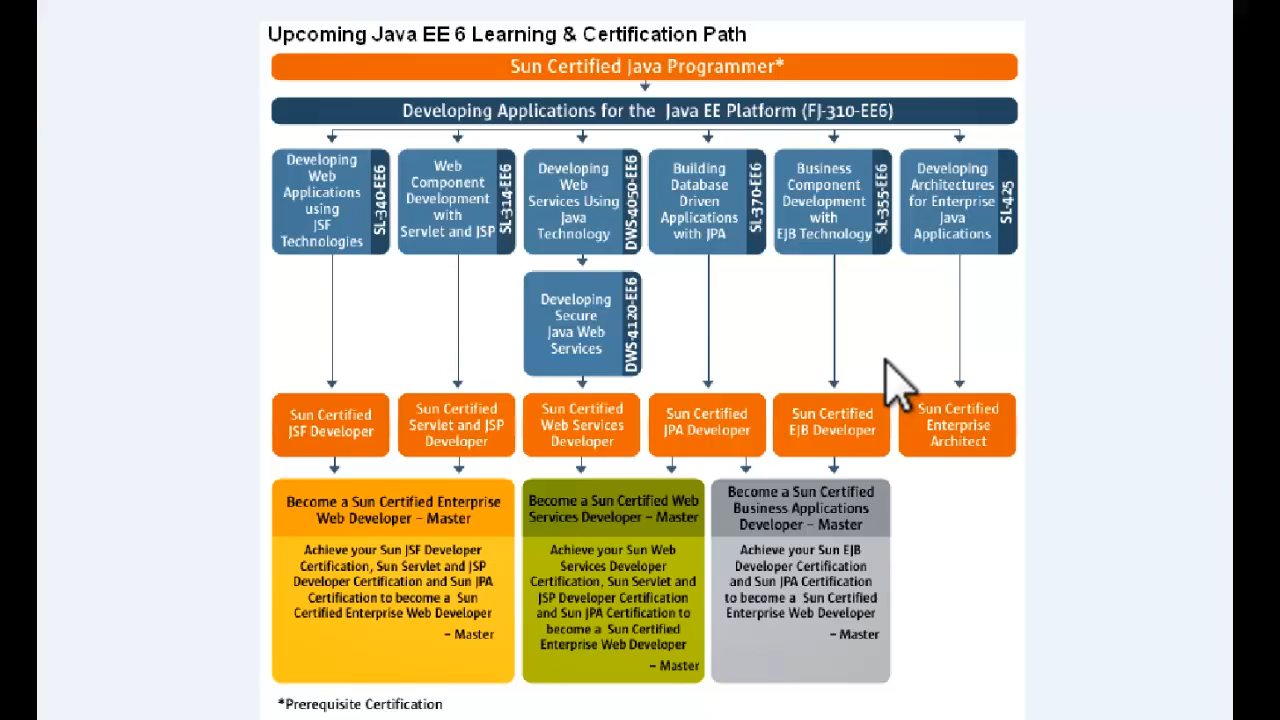 Upcoming Java EE 6 Learning & Certification Path
Sun Certified Java Programmer*
Developing Applications for the Java EE Platform (FJ-310-EE6)
Developing
Web
Applications
using
JSF
Technologies
SL-340-EE6
Web
Component
Development
with
Servlet and JSP
SL-314-EE6
Developing
Web
Services Using
Java
Technology
DWS-4050-EE6
Building
Database
Driven
Applications
with JPA
SL-370-EE6
Business
Component
Development
with
EJB Technology
SL-355-EE6
Developing
Architectures
for Enterprise
Java
Applications
SL-425
Developing
Secure
Java Web
Services
DWS-4120-EE6
Sun Certified
JSF Developer
Sun Certified
Servlet and JSP
Developer
Sun Certified
Web Services
Developer
Sun Certified
JPA Developer
Sun Certified
EJB Developer
Sun Certified
Enterprise
Architect
Become a Sun Certified Enterprise
Web Developer – Master
Achieve your Sun JSF Developer
Certification, Sun Servlet and JSP
Developer Certification and Sun JPA
Certification to become a Sun
Certified Enterprise Web Developer
– Master
Become a Sun Certified Web
Services Developer – Master
Achieve your Sun Web
Services Developer
Certification, Sun Servlet and
JSP Developer Certification
and Sun JPA Certification to
become a Sun Certified
Enterprise Web Developer
– Master
Become a Sun Certified
Business Applications
Developer – Master
Achieve your Sun EJB
Developer Certification
and Sun JPA Certification
to become a Sun Certified
Enterprise Web Developer
– Master
*Prerequisite Certification